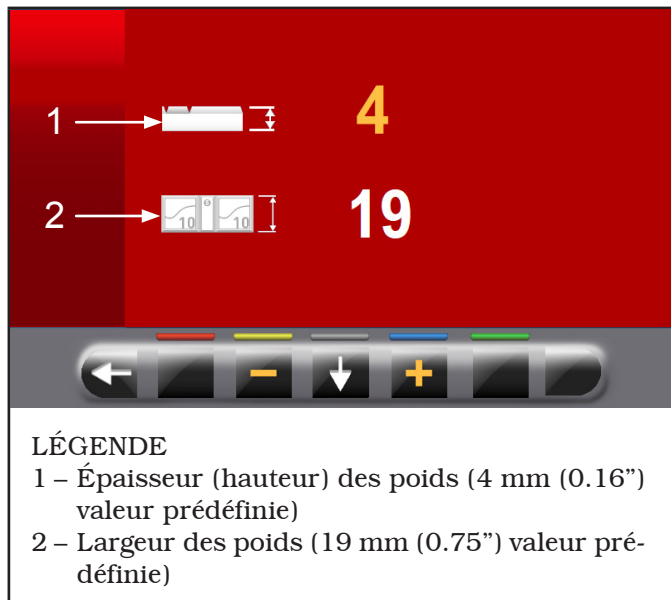 1 4
10 10
2 19
LÉGENDE
1 – Épaisseur (hauteur) des poids (4 mm (0.16”)
valeur prédéfinie)
2 – Largeur des poids (19 mm (0.75”) valeur pré-
définie)